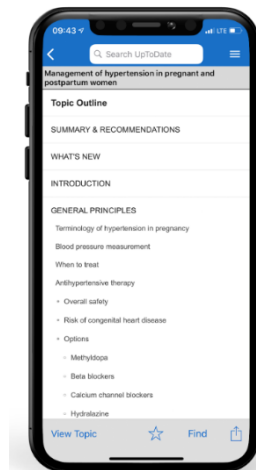 09:43
LTE
Search UpToDate
Management of hypertension in pregnant and
postpartum women
Topic Outline
SUMMARY & RECOMMENDATIONS
WHAT'S NEW
INTRODUCTION
GENERAL PRINCIPLES
Terminology of hypertension in pregnancy
Blood pressure measurement
When to treat
Antihypertensive therapy
Overall safety
Risk of congenital heart disease
Options
Methyldopa
Beta blockers
Calcium channel blockers
Hydralazine
View Topic
Find